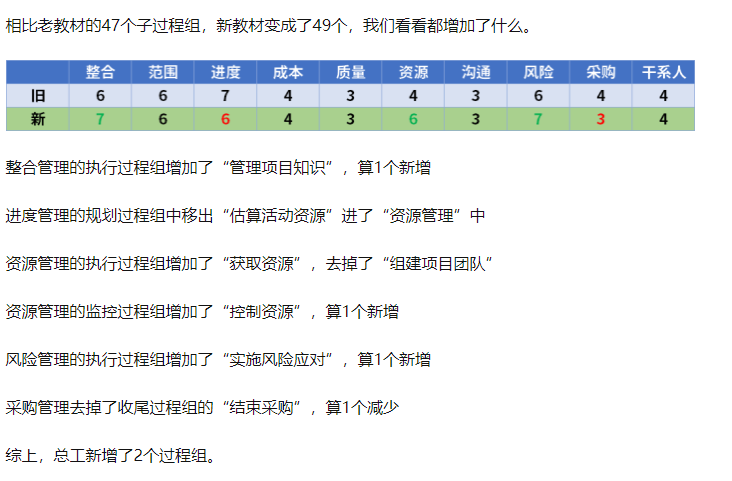 相比老教材的47个子过程组，新教材变成了49个，我们看看都增加了什么。
整合 范围 进度 成本 质量 资源 沟通 风险 采购 干系人
旧 6 6 7 4 3 4 3 6 4 4
新 7 6 6 4 3 6 3 7 3 4
整合管理的执行过程组增加了“管理项目知识”，算1个新增
进度管理的规划过程组中移出“估算活动资源”进了“资源管理”中
资源管理的执行过程组增加了“获取资源”，去掉了“组建项目团队”
资源管理的监控过程组增加了“控制资源”，算1个新增
风险管理的执行过程组增加了“实施风险应对”，算1个新增
采购管理去掉了收尾过程组的“结束采购”，算1个减少
综上，总工新增了2个过程组。